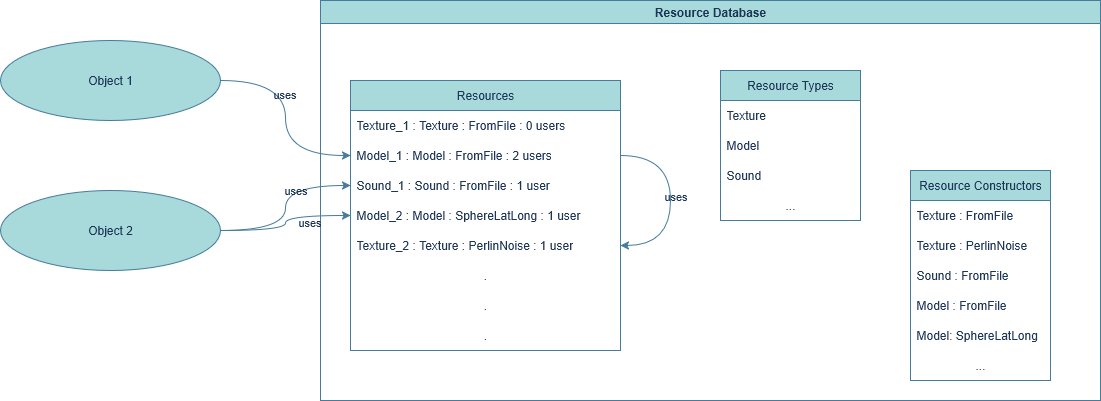 Resource Database
Object 1
uses
Object 2
uses
uses
Resources
Texture_1 : Texture : FromFile : 0 users
Model_1 : Model : FromFile : 2 users
Sound_1 : Sound : FromFile : 1 user
Model_2 : Model : SphereLatLong : 1 user
Texture_2 : Texture : PerlinNoise : 1 user
.
.
.
uses
Resource Types
Texture
Model
Sound
...
Resource Constructors
Texture : FromFile
Texture : PerlinNoise
Sound : FromFile
Model : FromFile
Model: SphereLatLong
...